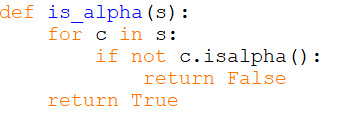 def is_alpha(s):
    for c in s:
        if not c.isalpha():
            return False
    return True